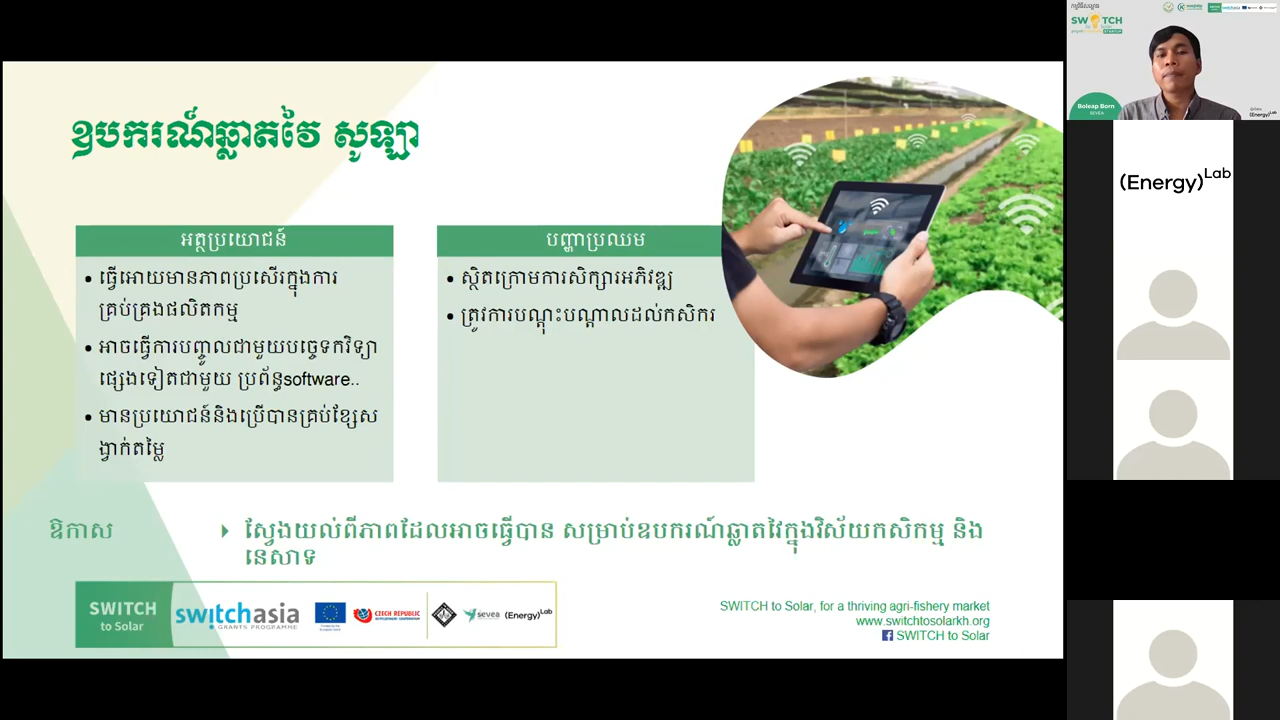 ឧបករណ៍ឆ្លាតវៃ សូឡា
អត្ថប្រយោជន៍
• ធ្វើអោយមានភាពប្រសើរក្នុងការ
គ្រប់គ្រងផលិតកម្ម
• អាចធ្វើការបញ្ចូលជាមួយបច្ចេទកវិទ្យា
ផ្សេងទៀតជាមួយ ប្រព័ន្ធsoftware..
• មានប្រយោជន៍និងប្រើបានគ្រប់ខ្សែស
ង្វាក់តម្លៃ
បញ្ហាប្រឈម
• ស្ថិតក្រោមការសិក្សារអភិវឌ្ឍ
• ត្រូវការបណ្តុះបណ្តាលដល់កសិករ
ឱកាស
ស្វែងយល់ពីភាពដែលអាចធ្វើបាន សម្រាប់ឧបករណ៍ឆ្លាតវៃក្នុងវិស័យកសិកម្ម និង
នេសាទ
SWITCH
to Solar
switchasia
GRANTS PROGRAMME
CZECH REPUBLIC
sevea
(Energy)Lab
SWITCH to Solar, for a thriving agri-fishery market
www.switchtosolarkh.org
SWITCH to Solar
SWITCH
to Solar
STARTUP
Boleap Born
SEVEA
(Energy)Lab
(Energy)Lab